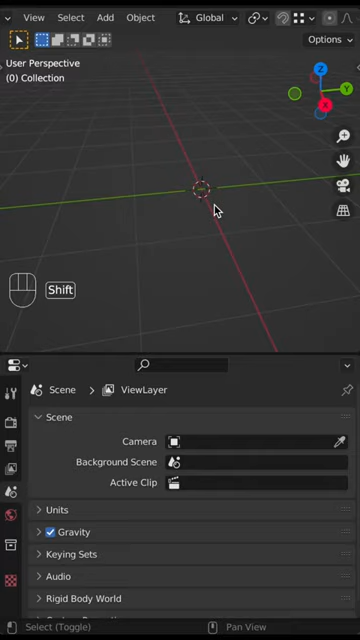 View Select Add Object Global
Options
User Perspective
(0) Collection
Z
Y
X
Shift
Scene ViewLayer
Scene
Camera
Background Scene
Active Clip
Units
Gravity
Keying Sets
Audio
Rigid Body World
Select (Toggle) Pan View